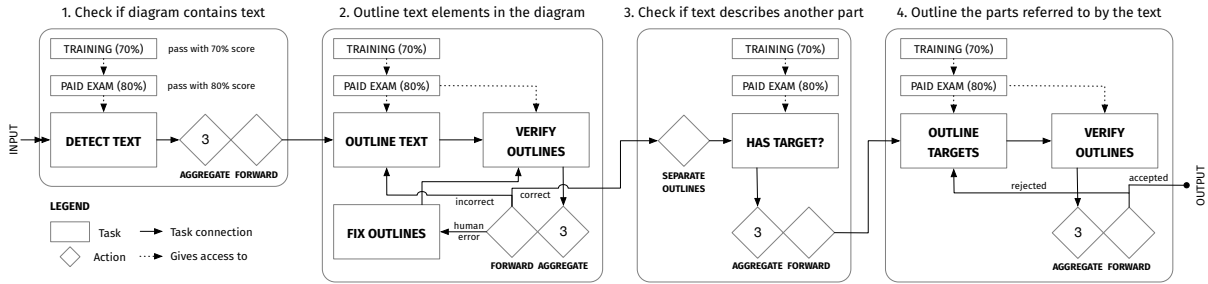 1. Check if diagram contains text
TRAINING (70%)
pass with 70% score
PAID EXAM (80%)
pass with 80% score
INPUT
DETECT TEXT
3
AGGREGATE
FORWARD
LEGEND
Task
Task connection
Action
Gives access to
2. Outline text elements in the diagram
TRAINING (70%)
PAID EXAM (80%)
OUTLINE TEXT
VERIFY
OUTLINES
incorrect
correct
FIX OUTLINES
human
error
3
FORWARD
AGGREGATE
3. Check if text describes another part
TRAINING (70%)
PAID EXAM (80%)
SEPARATE
OUTLINES
HAS TARGET?
3
AGGREGATE
FORWARD
4. Outline the parts referred to by the text
TRAINING (70%)
PAID EXAM (80%)
OUTLINE
TARGETS
VERIFY
OUTLINES
rejected
accepted
3
AGGREGATE
FORWARD
OUTPUT